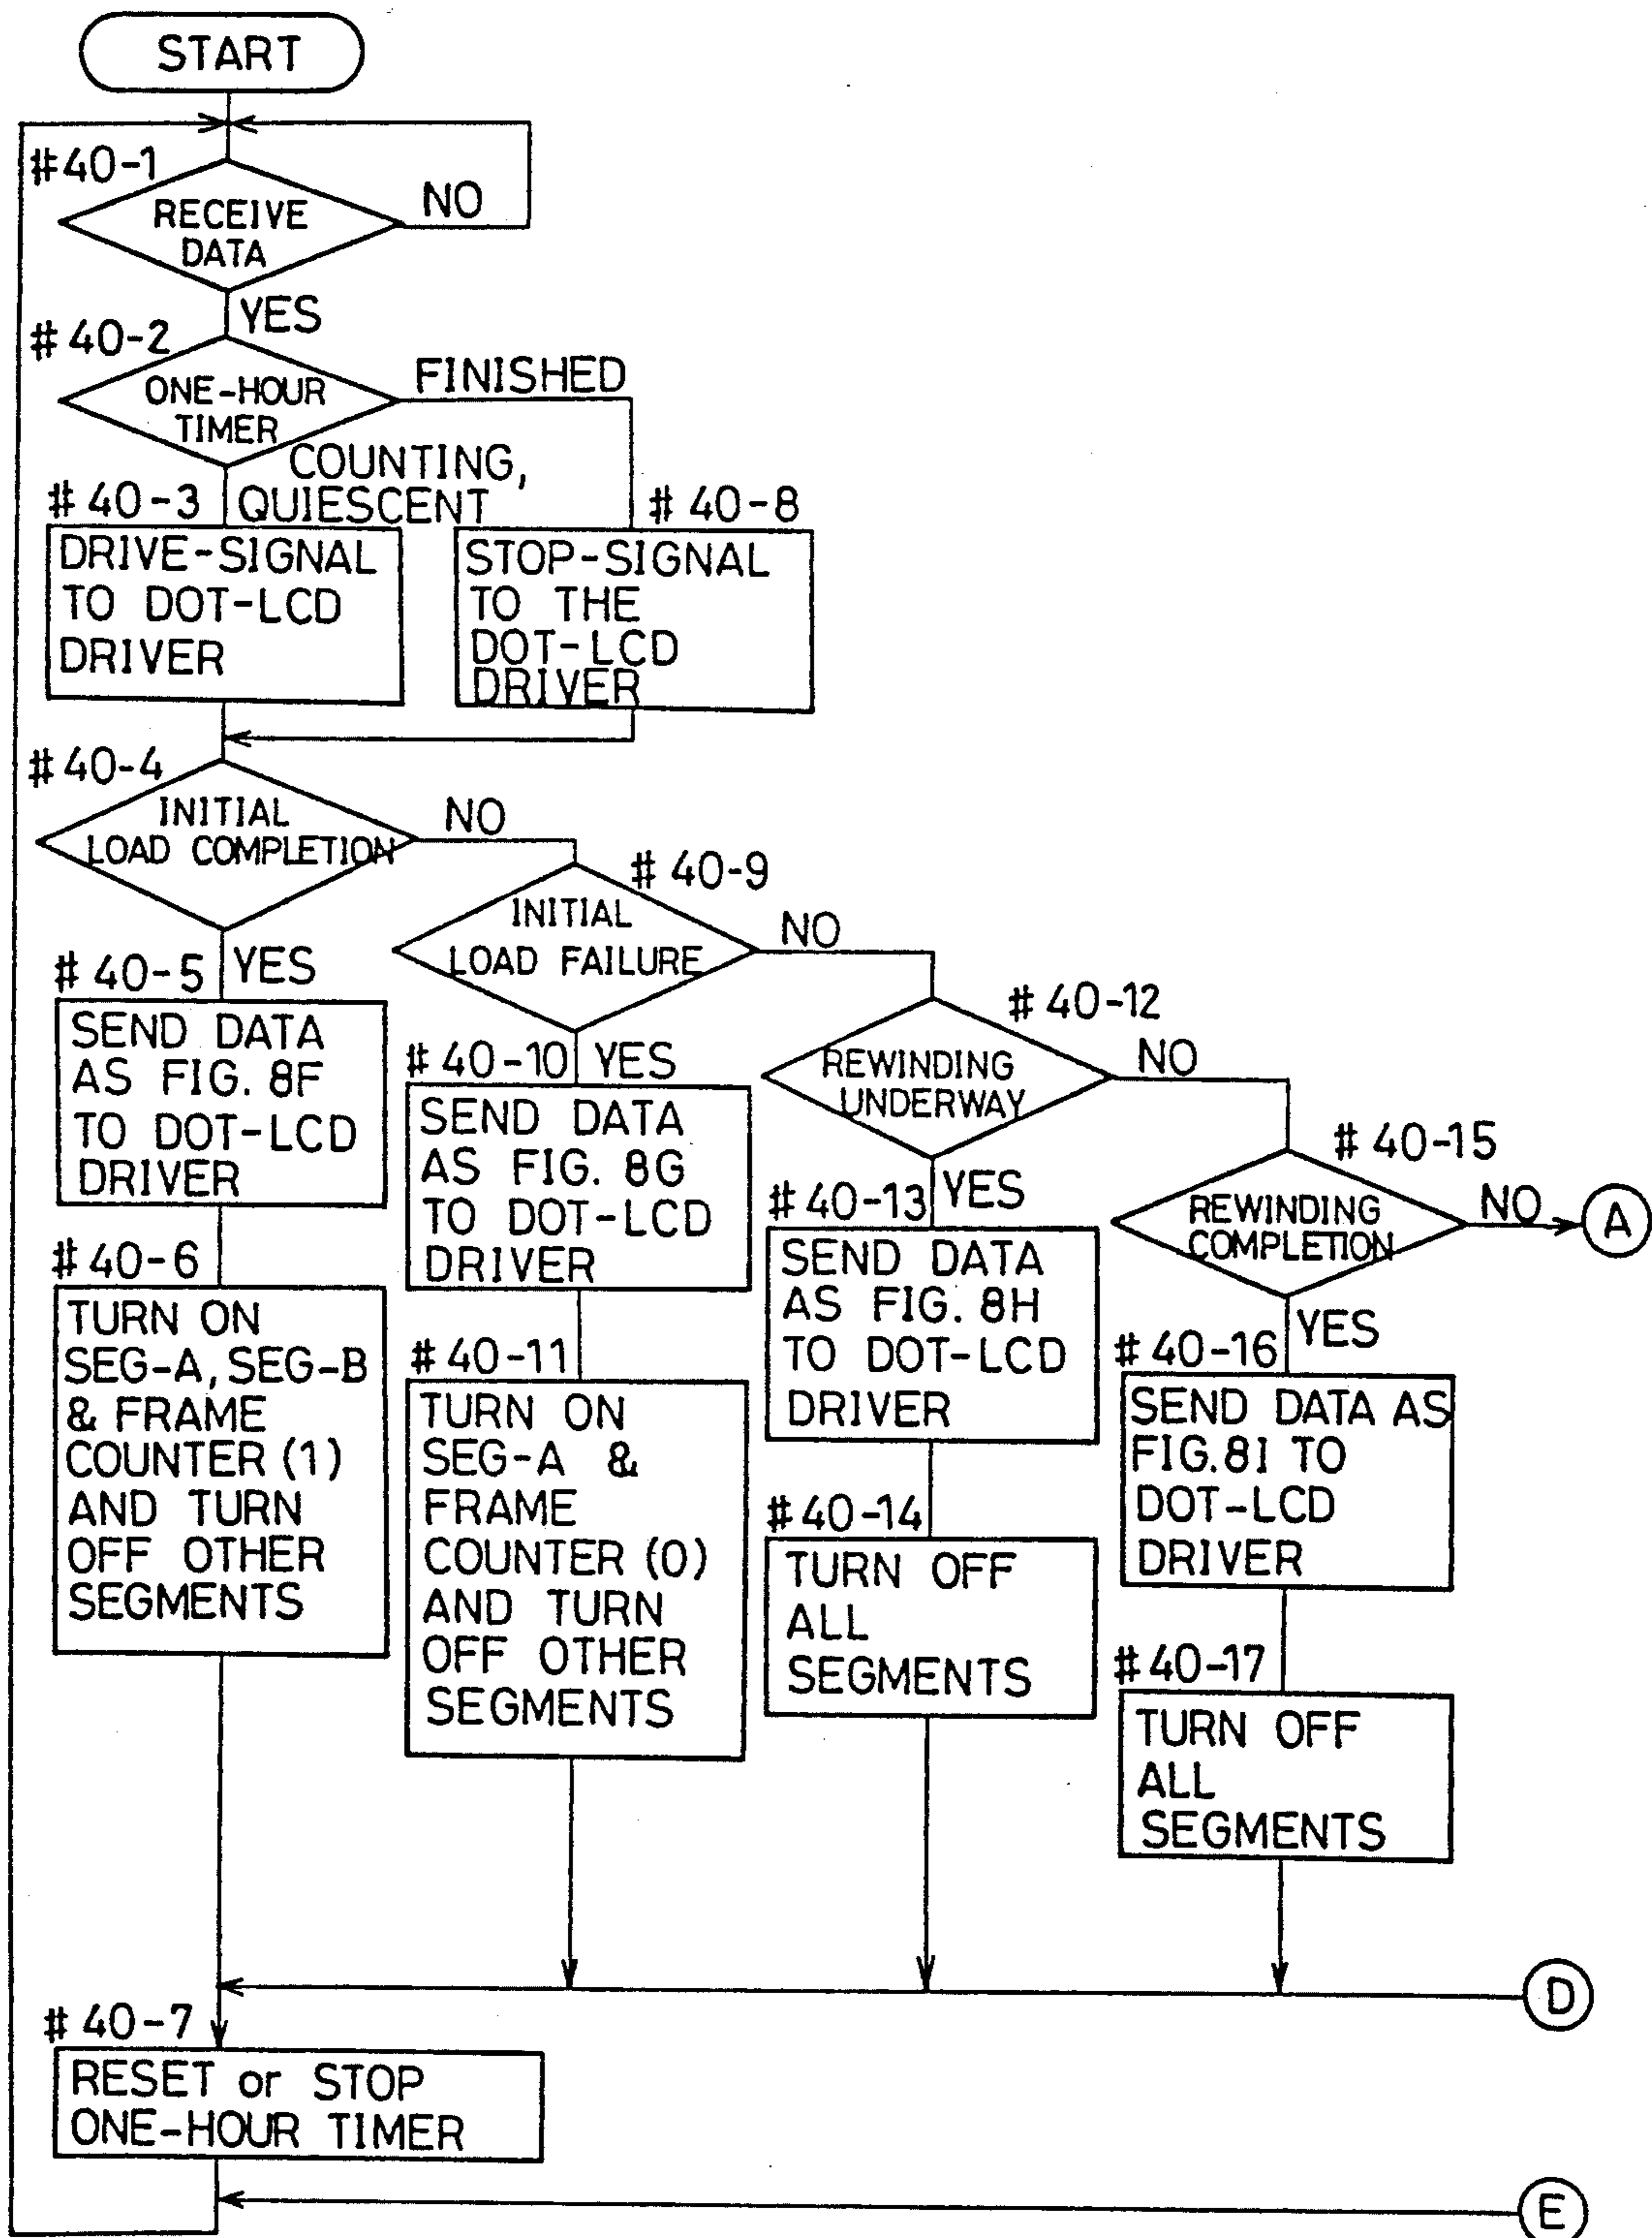 START
#40-1
RECEIVE
DATA
NO
YES
#40-2
ONE-HOUR
TIMER
FINISHED
COUNTING,
QUIESCENT
#40-3
DRIVE-SIGNAL
TO DOT-LCD
DRIVER
#40-8
STOP-SIGNAL
TO THE
DOT-LCD
DRIVER
#40-4
INITIAL
LOAD COMPLETION
NO
YES
#40-5
SEND DATA
AS FIG. 8F
TO DOT-LCD
DRIVER
#40-6
TURN ON
SEG-A, SEG-B
& FRAME
COUNTER (1)
AND TURN
OFF OTHER
SEGMENTS
#40-9
INITIAL
LOAD FAILURE
NO
YES
#40-10
SEND DATA
AS FIG. 8G
TO DOT-LCD
DRIVER
#40-11
TURN ON
SEG-A &
FRAME
COUNTER (0)
AND TURN
OFF OTHER
SEGMENTS
#40-12
REWINDING
UNDERWAY
NO
YES
#40-13
SEND DATA
AS FIG. 8H
TO DOT-LCD
DRIVER
#40-14
TURN OFF
ALL
SEGMENTS
#40-15
REWINDING
COMPLETION
NO
A
YES
#40-16
SEND DATA AS
FIG. 8I TO
DOT-LCD
DRIVER
#40-17
TURN OFF
ALL
SEGMENTS
D
#40-7
RESET or STOP
ONE-HOUR TIMER
E